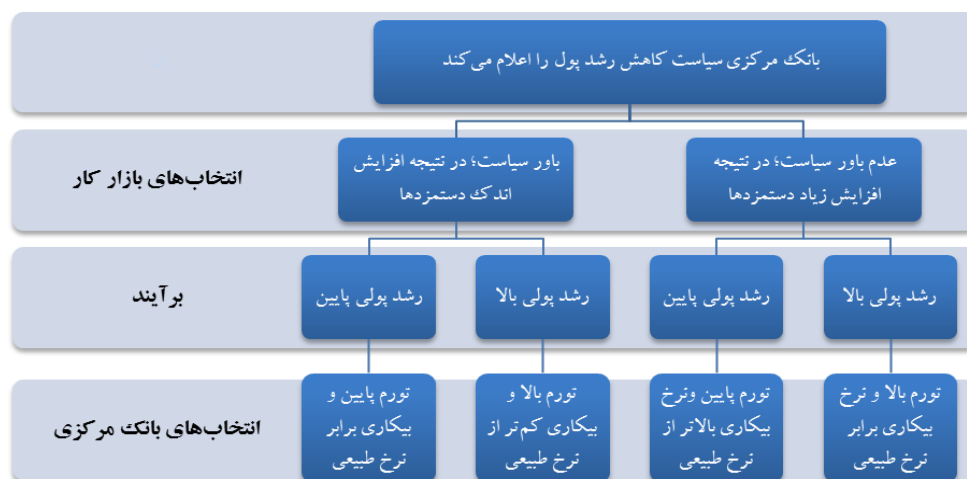 بانک مرکزی سیاست کاهش رشد پول را اعلام می‌کند
انتخاب‌های بازار کار
عدم باور سیاست؛ در نتیجه
افزایش زیاد دستمزدها
باور سیاست؛ در نتیجه افزایش
اندک دستمزدها
برآیند
رشد پولی بالا
رشد پولی پایین
رشد پولی بالا
رشد پولی پایین
انتخاب‌های بانک مرکزی
تورم بالا و نرخ
بیکاری برابر
نرخ طبیعی
تورم پایین ونرخ
بیکاری بالاتر از
نرخ طبیعی
تورم بالا و
بیکاری کم‌تر از
نرخ طبیعی
تورم پایین و
بیکاری برابر
نرخ طبیعی